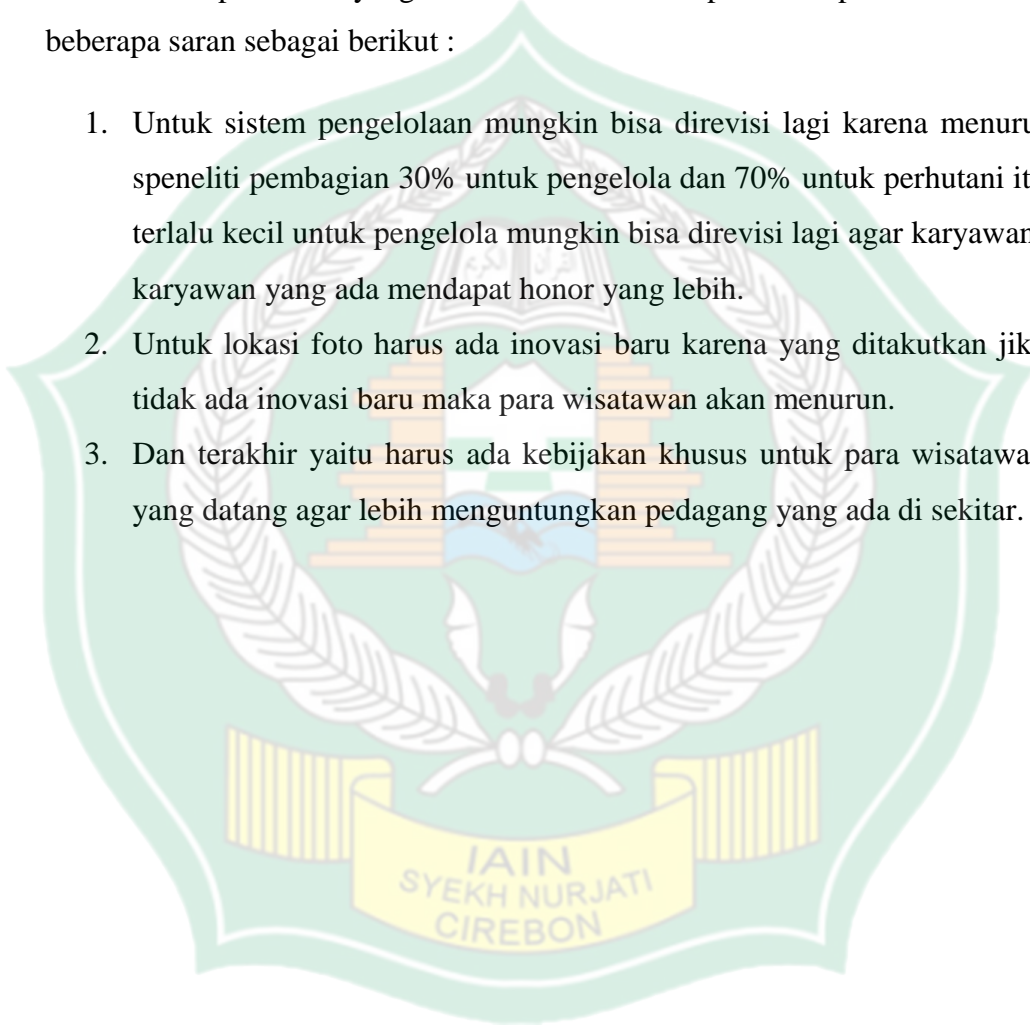 beberapa saran sebagai berikut :
1. Untuk sistem pengelolaan mungkin bisa direvisi lagi karena menuru
speneliti pembagian 30% untuk pengelola dan 70% untuk perhutani it
terlalu kecil untuk pengelola mungkin bisa direvisi lagi agar karyawan
karyawan yang ada mendapat honor yang lebih.
2. Untuk lokasi foto harus ada inovasi baru karena yang ditakutkan jik
tidak ada inovasi baru maka para wisatawan akan menurun.
3. Dan terakhir yaitu harus ada kebijakan khusus untuk para wisatawa
yang datang agar lebih menguntungkan pedagang yang ada di sekitar.
IAIN
SYEKH NURJATI
CIREBON